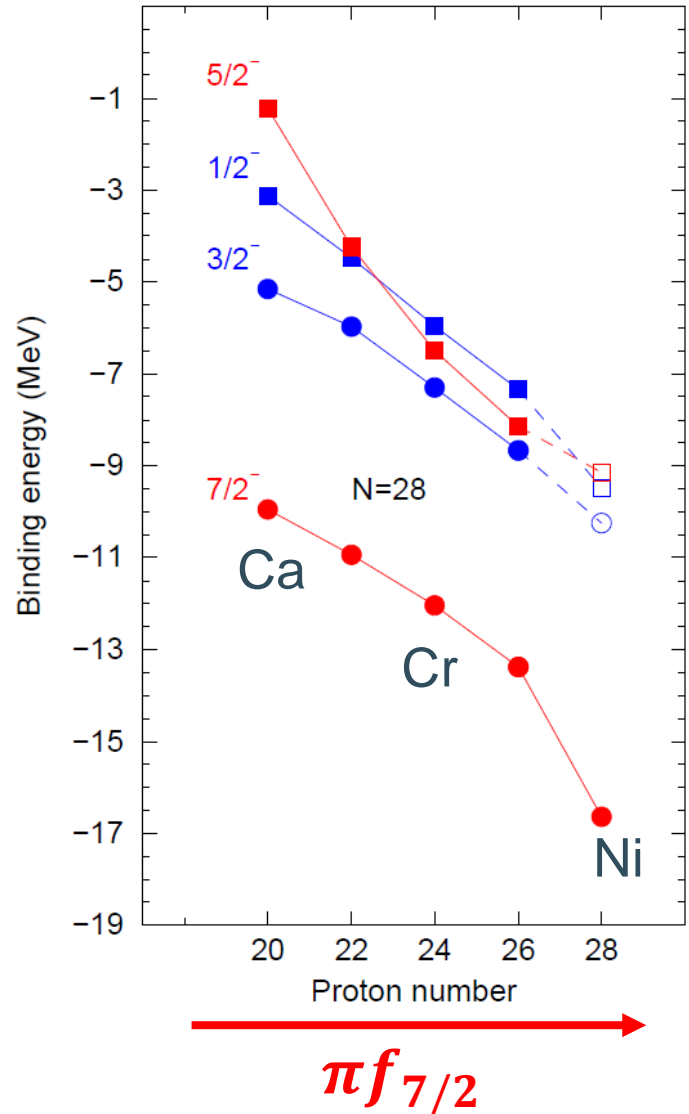 5/2⁻
−1
1/2⁻
−3
3/2⁻
−5
−7
−9
7/2⁻ N=28
−11
Ca
−13
Cr
−15
−17
Ni
−19
Binding energy (MeV)
20 22 24 26 28
Proton number
πf₇/₂